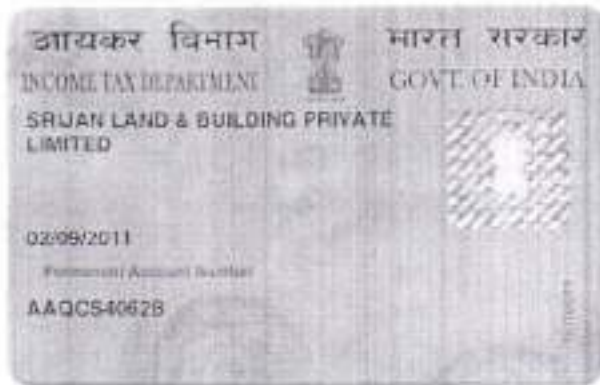 आयकर विभाग
भारत सरकार
INCOME TAX DEPARTMENT
GOVT. OF INDIA
SRIJAN LAND & BUILDING PRIVATE
LIMITED
02/09/2011
Permanent Account Number
AAQCS4062B